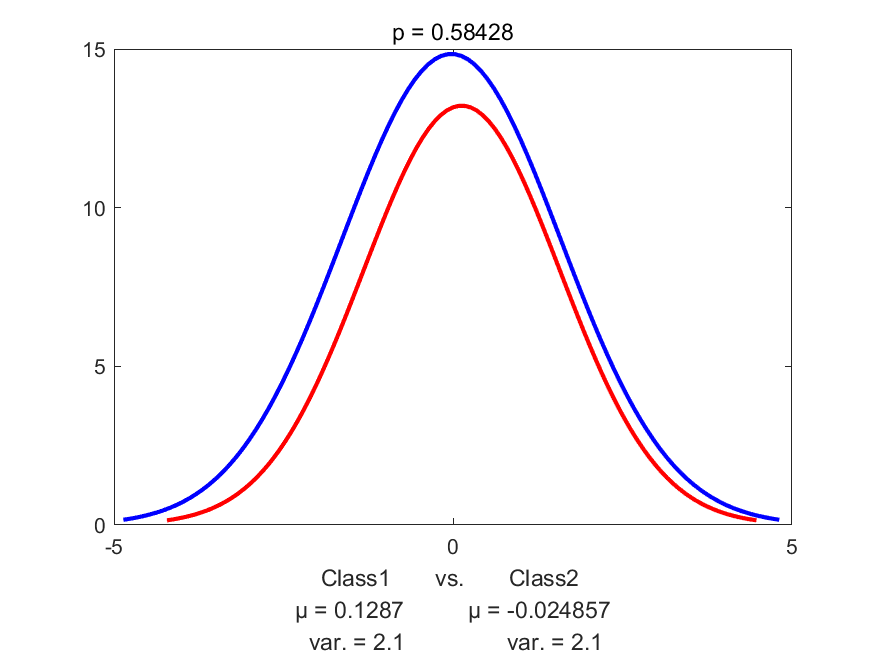 p = 0.58428
15
10
5
0
-5 0 5
Class1 vs. Class2
μ = 0.1287 μ = -0.024857
var. = 2.1 var. = 2.1